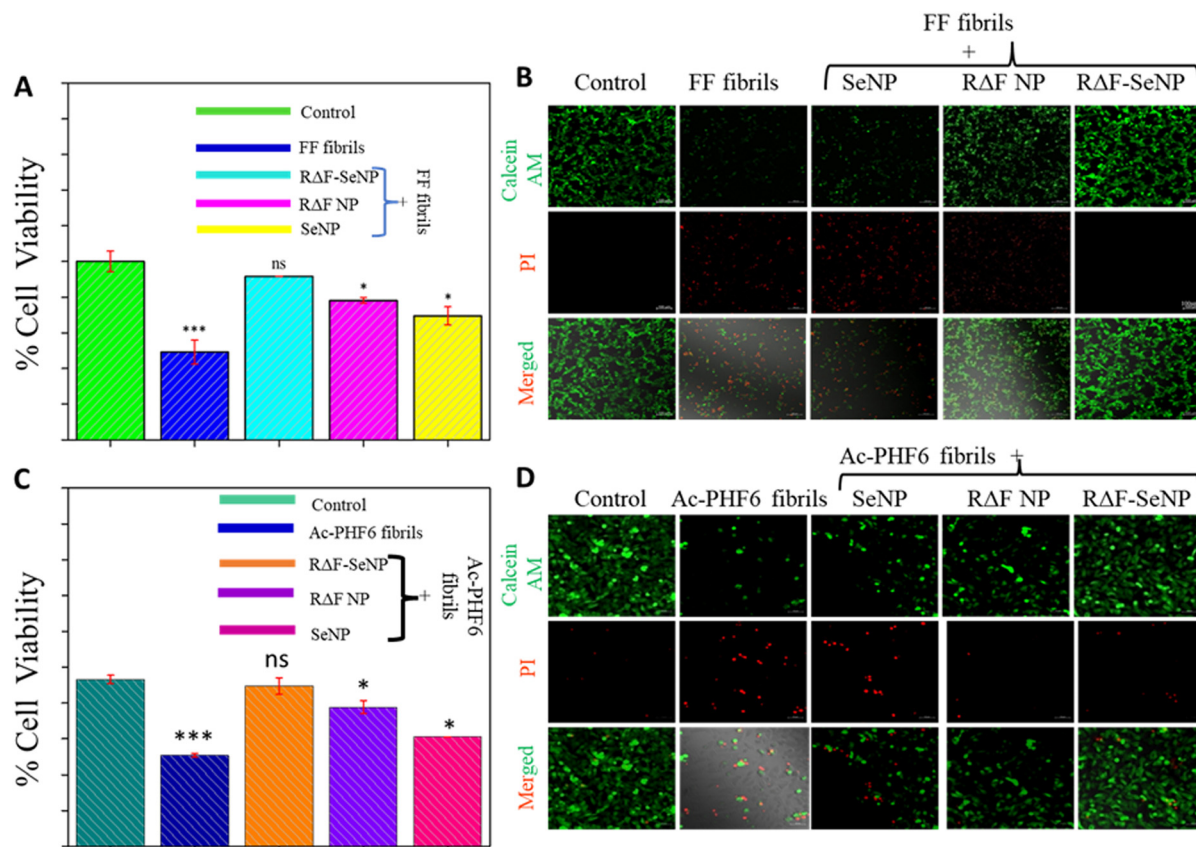 A
% Cell Viability
Control
FF fibrils
RΔF-SeNP
RΔF NP
SeNP
+
FF fibrils
***
ns
*
*
B
FF fibrils
+
Control
FF fibrils
SeNP
RΔF NP
RΔF-SeNP
Calcein
AM
PI
Merged
C
% Cell Viability
Control
Ac-PHF6 fibrils
RΔF-SeNP
RΔF NP
SeNP
+
Ac-PHF6
fibrils
***
ns
*
*
D
Ac-PHF6 fibrils +
Control
Ac-PHF6 fibrils
SeNP
RΔF NP
RΔF-SeNP
Calcein
AM
PI
Merged